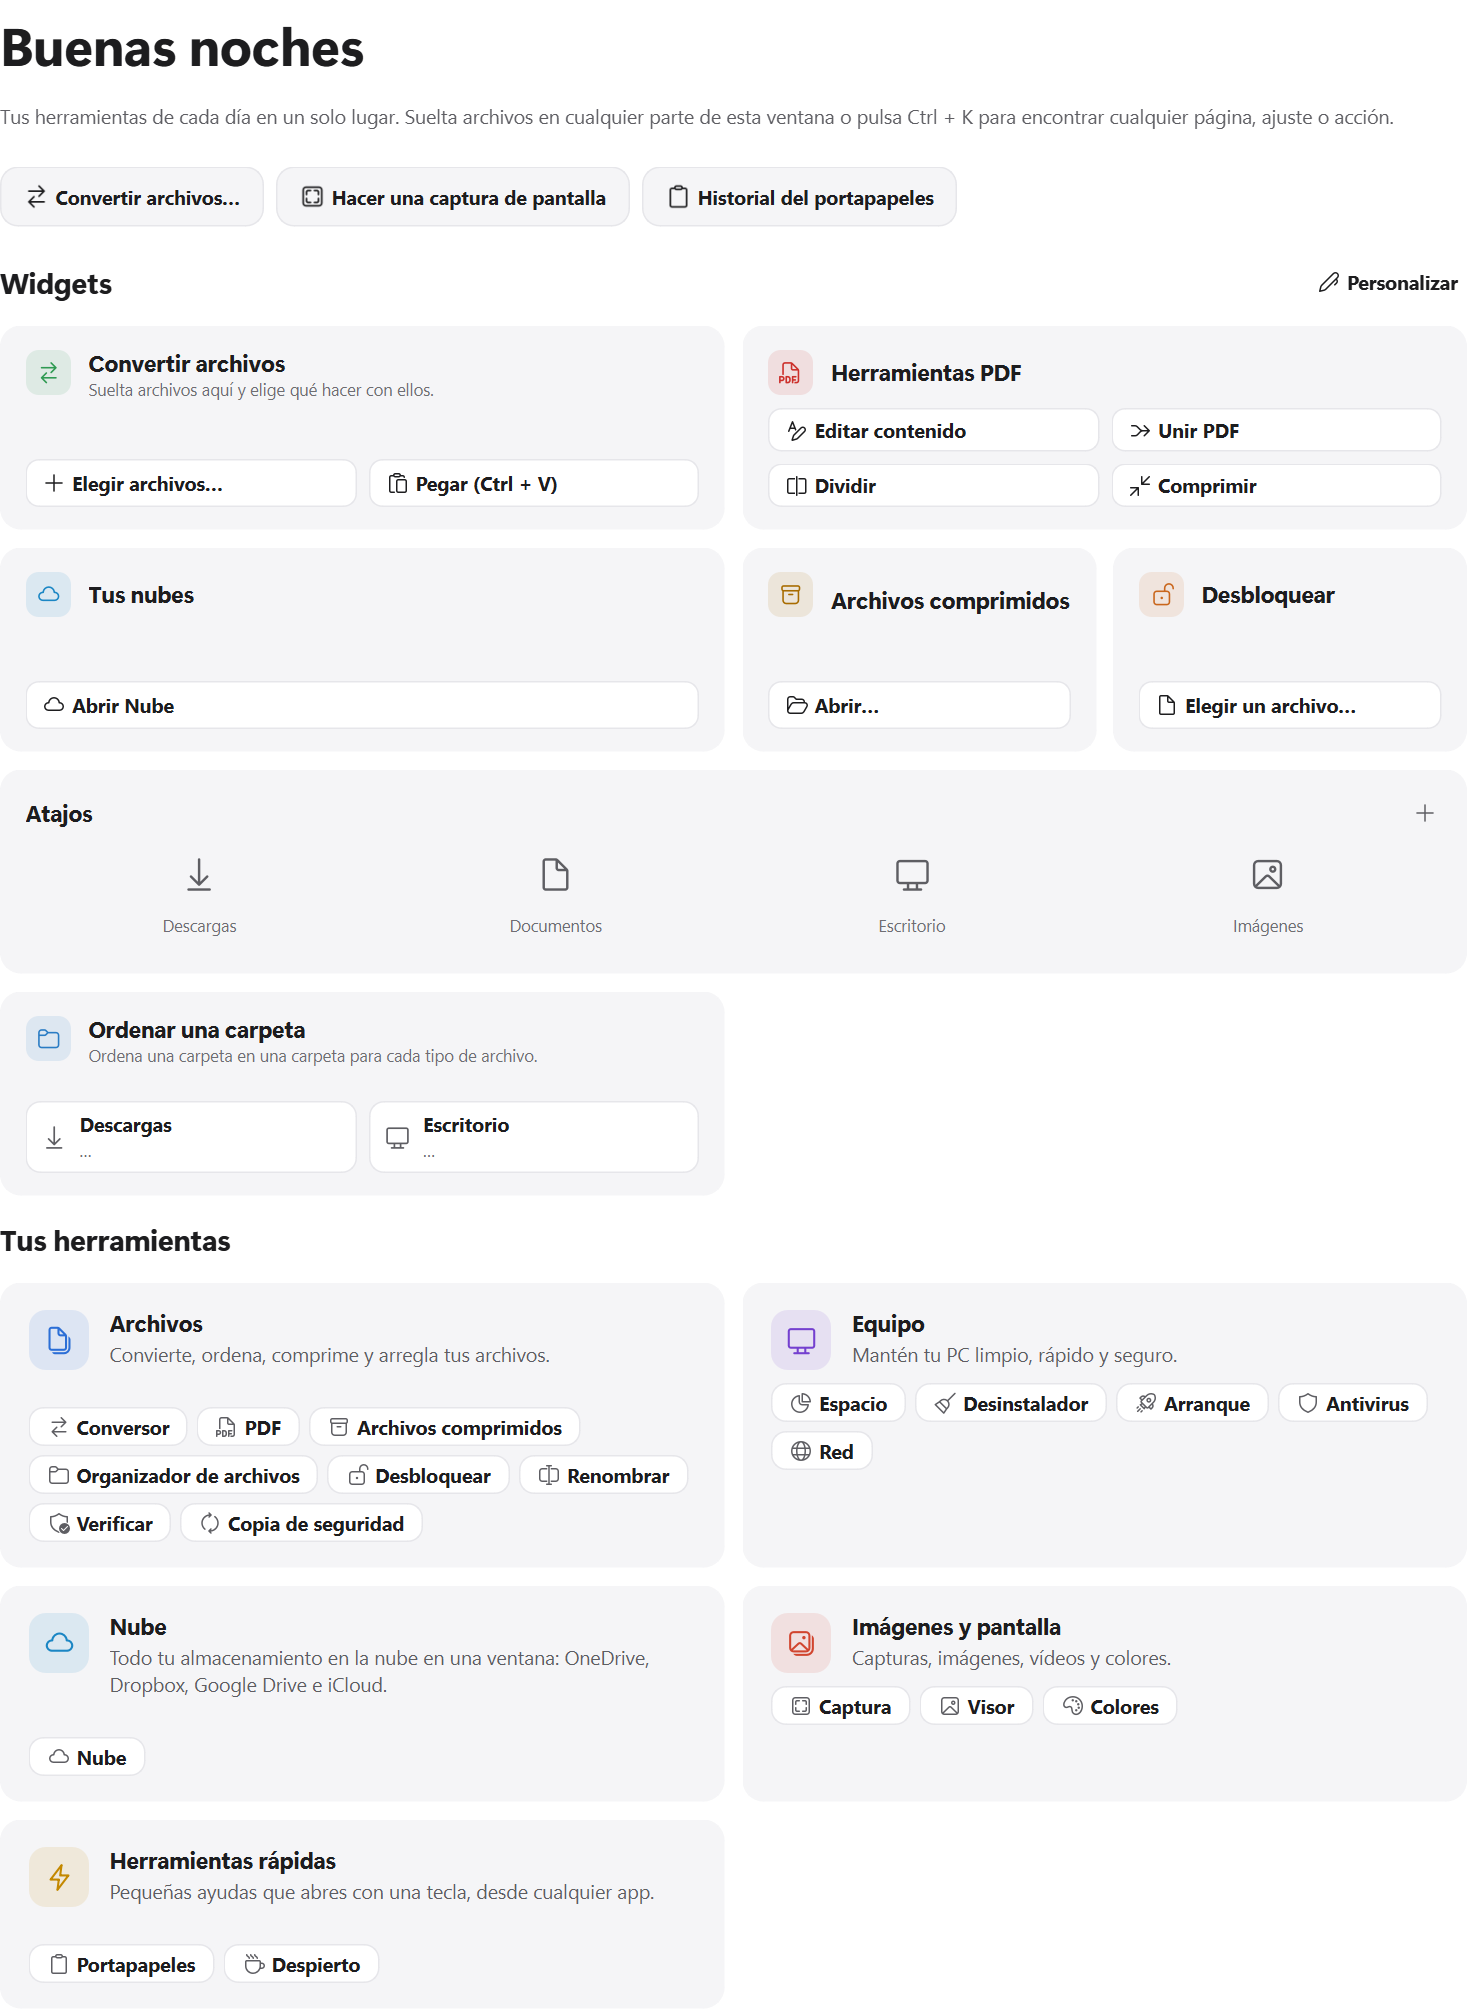 Buenas noches
Tus herramientas de cada día en un solo lugar. Suelta archivos en cualquier parte de esta ventana o pulsa Ctrl + K para encontrar cualquier página, ajuste o acción.
Convertir archivos...
Hacer una captura de pantalla
Historial del portapapeles
Widgets
Personalizar
Convertir archivos
Suelta archivos aquí y elige qué hacer con ellos.
Elegir archivos...
Pegar (Ctrl + V)
Herramientas PDF
Editar contenido
Unir PDF
Dividir
Comprimir
Tus nubes
Abrir Nube
Archivos comprimidos
Abrir...
Desbloquear
Elegir un archivo...
Atajos
Descargas
Documentos
Escritorio
Imágenes
Ordenar una carpeta
Ordena una carpeta en una carpeta para cada tipo de archivo.
Descargas
...
Escritorio
...
Tus herramientas
Archivos
Convierte, ordena, comprime y arregla tus archivos.
Conversor
PDF
Archivos comprimidos
Organizador de archivos
Desbloquear
Renombrar
Verificar
Copia de seguridad
Equipo
Mantén tu PC limpio, rápido y seguro.
Espacio
Desinstalador
Arranque
Antivirus
Red
Nube
Todo tu almacenamiento en la nube en una ventana: OneDrive,
Dropbox, Google Drive e iCloud.
Nube
Imágenes y pantalla
Capturas, imágenes, vídeos y colores.
Captura
Visor
Colores
Herramientas rápidas
Pequeñas ayudas que abres con una tecla, desde cualquier app.
Portapapeles
Despierto